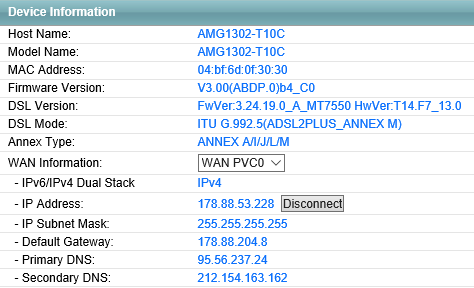 Device Information
Host Name: AMG1302-T10C
Model Name: AMG1302-T10C
MAC Address: 04:bf:6d:0f:30:30
Firmware Version: V3.00(ABDP.0)b4_C0
DSL Version: FwVer:3.24.19.0_A_MT7550 HwVer:T14.F7_13.0
DSL Mode: ITU G.992.5(ADSL2PLUS_ANNEX M)
Annex Type: ANNEX A/I/J/L/M
WAN Information: WAN PVC0
- IPv6/IPv4 Dual Stack IPv4
- IP Address: 178.88.53.228 Disconnect
- IP Subnet Mask: 255.255.255.255
- Default Gateway: 178.88.204.8
- Primary DNS: 95.56.237.24
- Secondary DNS: 212.154.163.162